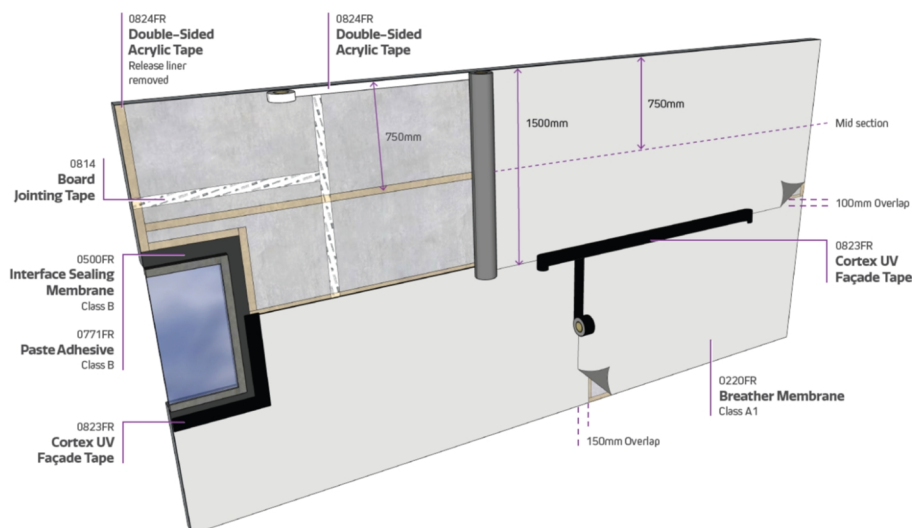 0824FR
Double-Sided
Acrylic Tape
Release liner
removed
0824FR
Double-Sided
Acrylic Tape
750mm
1500mm
750mm
Mid section
0814
Board
Jointing Tape
100mm Overlap
0823FR
Cortex UV
Façade Tape
0500FR
Interface Sealing
Membrane
Class B
0771FR
Paste Adhesive
Class B
0220FR
Breather Membrane
Class A1
0823FR
Cortex UV
Façade Tape
150mm Overlap